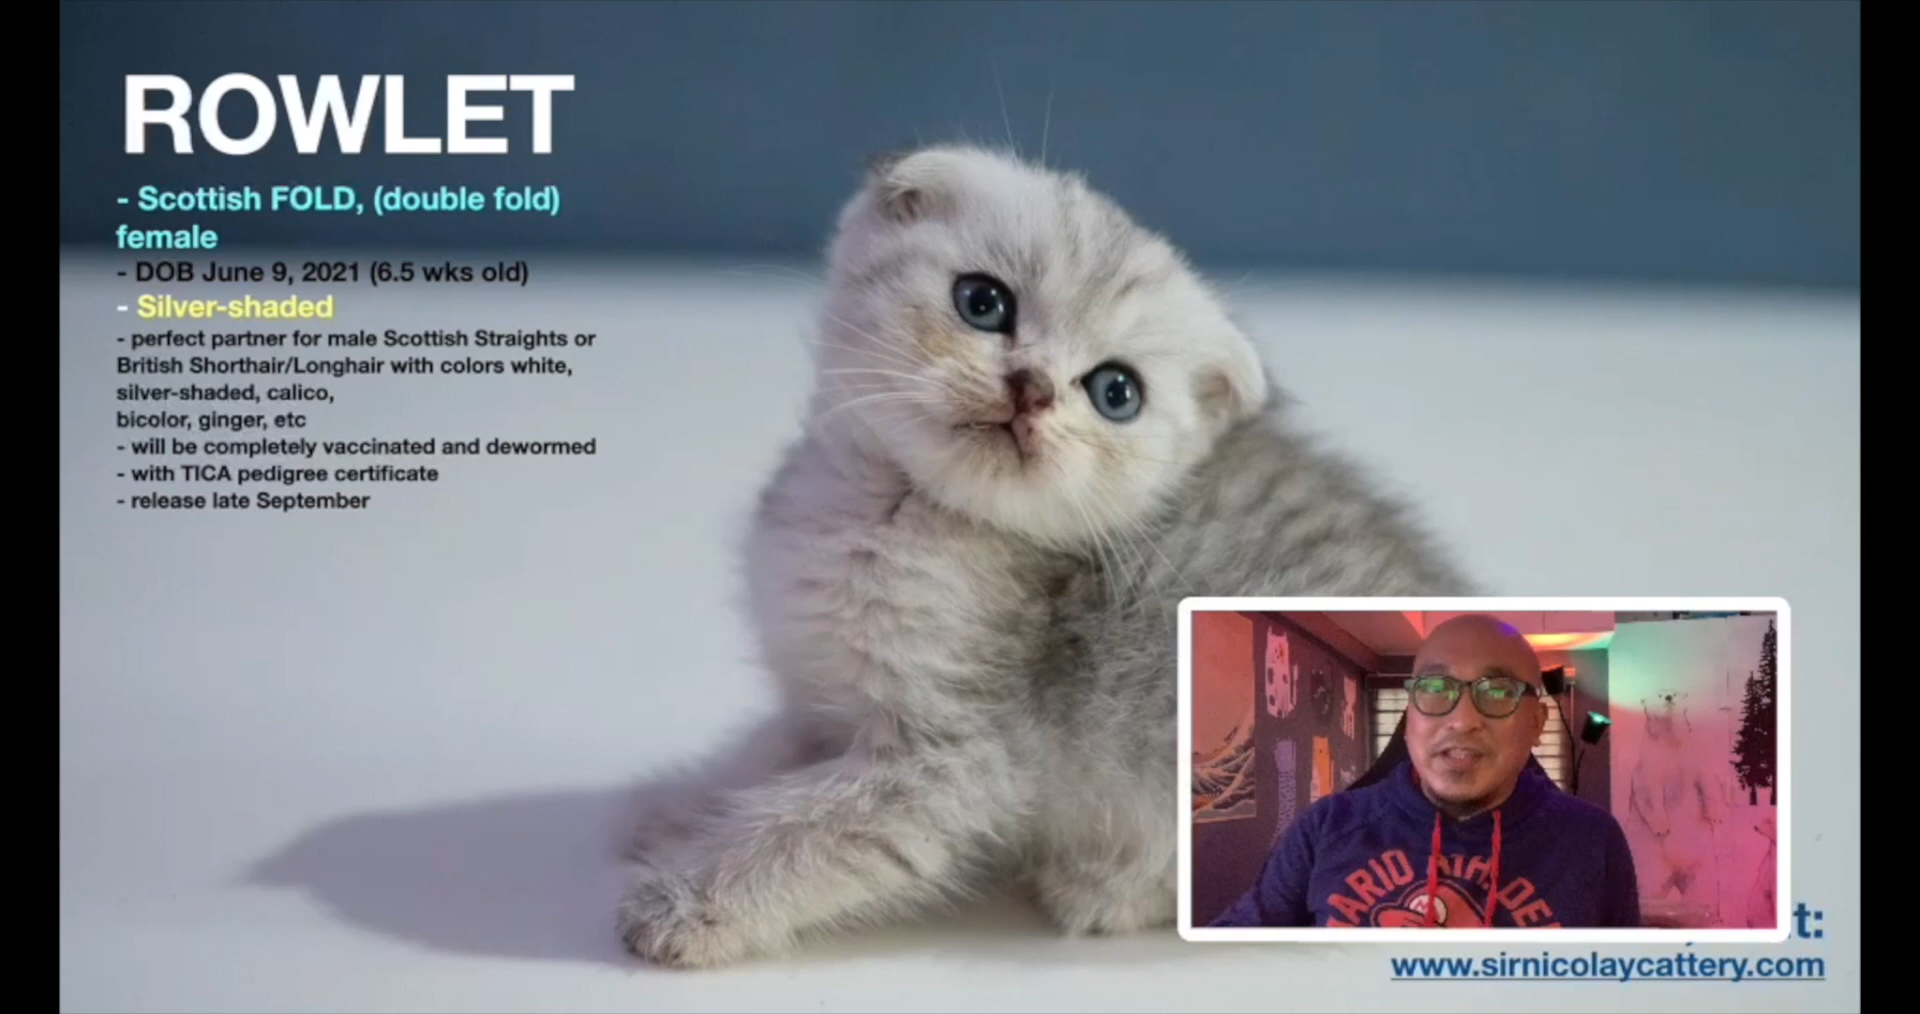 ROWLET
- Scottish FOLD, (double fold)
female
- DOB June 9, 2021 (6.5 wks old)
- Silver-shaded
- perfect partner for male Scottish Straights or
British Shorthair/Longhair with colors white,
silver-shaded, calico,
bicolor, ginger, etc
- will be completely vaccinated and dewormed
- with TICA pedigree certificate
- release late September
t:
www.sirnicolaycattery.com